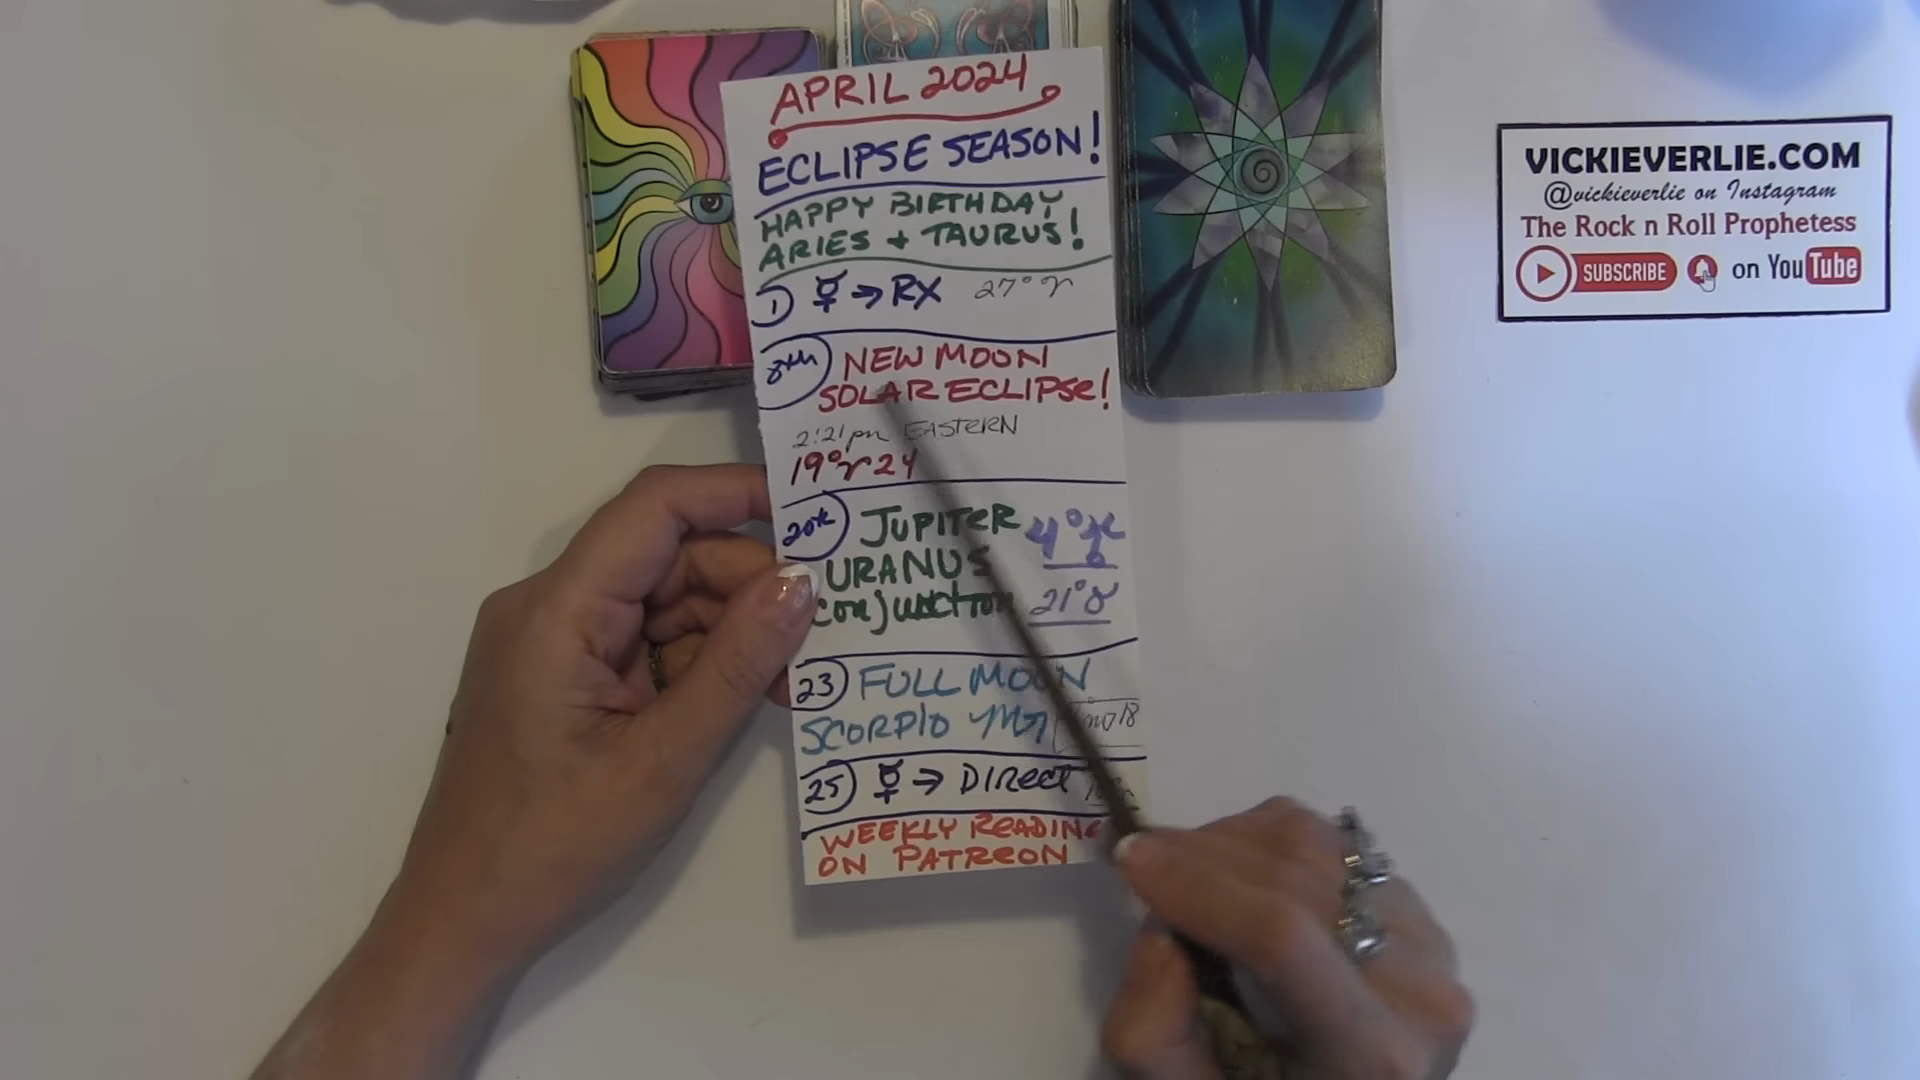 APRIL 2024
ECLIPSE SEASON!
HAPPY BIRTHDAY
ARIES + TAURUS!
1 ☿→RX 27°♈
8th NEW MOON
SOLAR ECLIPSE!
2:21pm EASTERN
19°♈24
20th JUPITER 4°
URANUS
conjunction 21°♉
23 FULL MOON
SCORPIO ♏
25 ☿→DIRECT
WEEKLY READING
ON PATREON
VICKIEVERLIE.COM
@vickieverlie on Instagram
The Rock n Roll Prophetess
SUBSCRIBE on YouTube